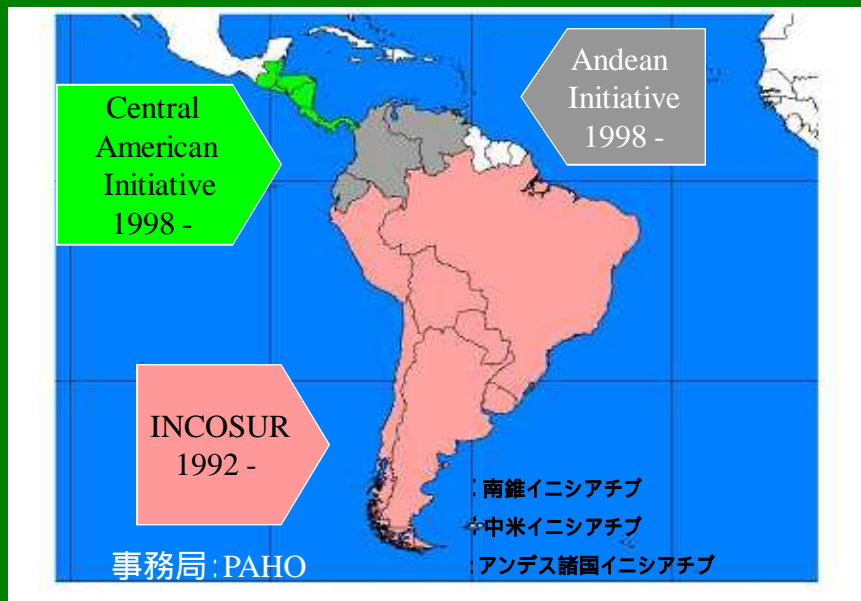 Central
American
Initiative
1998 -
Andean
Initiative
1998 -
INCOSUR
1992 -
事務局:PAHO
:南錐イニシアチブ
中米イニシアチブ
:アンデス諸国イニシアチブ